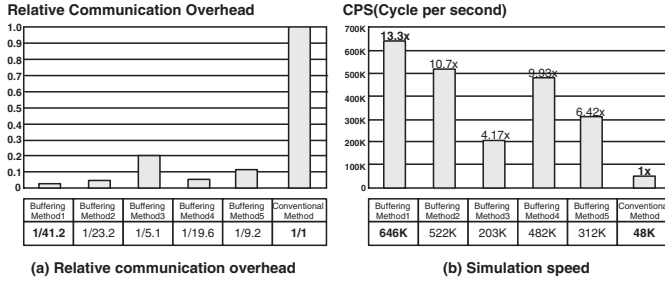 Relative Communication Overhead
1.0
0.9
0.8
0.7
0.6
0.5
0.4
0.3
0.2
0.1
0
Buffering Method1 Buffering Method2 Buffering Method3 Buffering Method4 Buffering Method5 Conventional Method
1/41.2 1/23.2 1/5.1 1/19.6 1/9.2 1/1
(a) Relative communication overhead
CPS(Cycle per second)
700K
600K
500K
400K
300K
200K
100K
0
13.3x
10.7x
4.17x
9.93x
6.42x
1x
Buffering Method1 Buffering Method2 Buffering Method3 Buffering Method4 Buffering Method5 Conventional Method
646K 522K 203K 482K 312K 48K
(b) Simulation speed